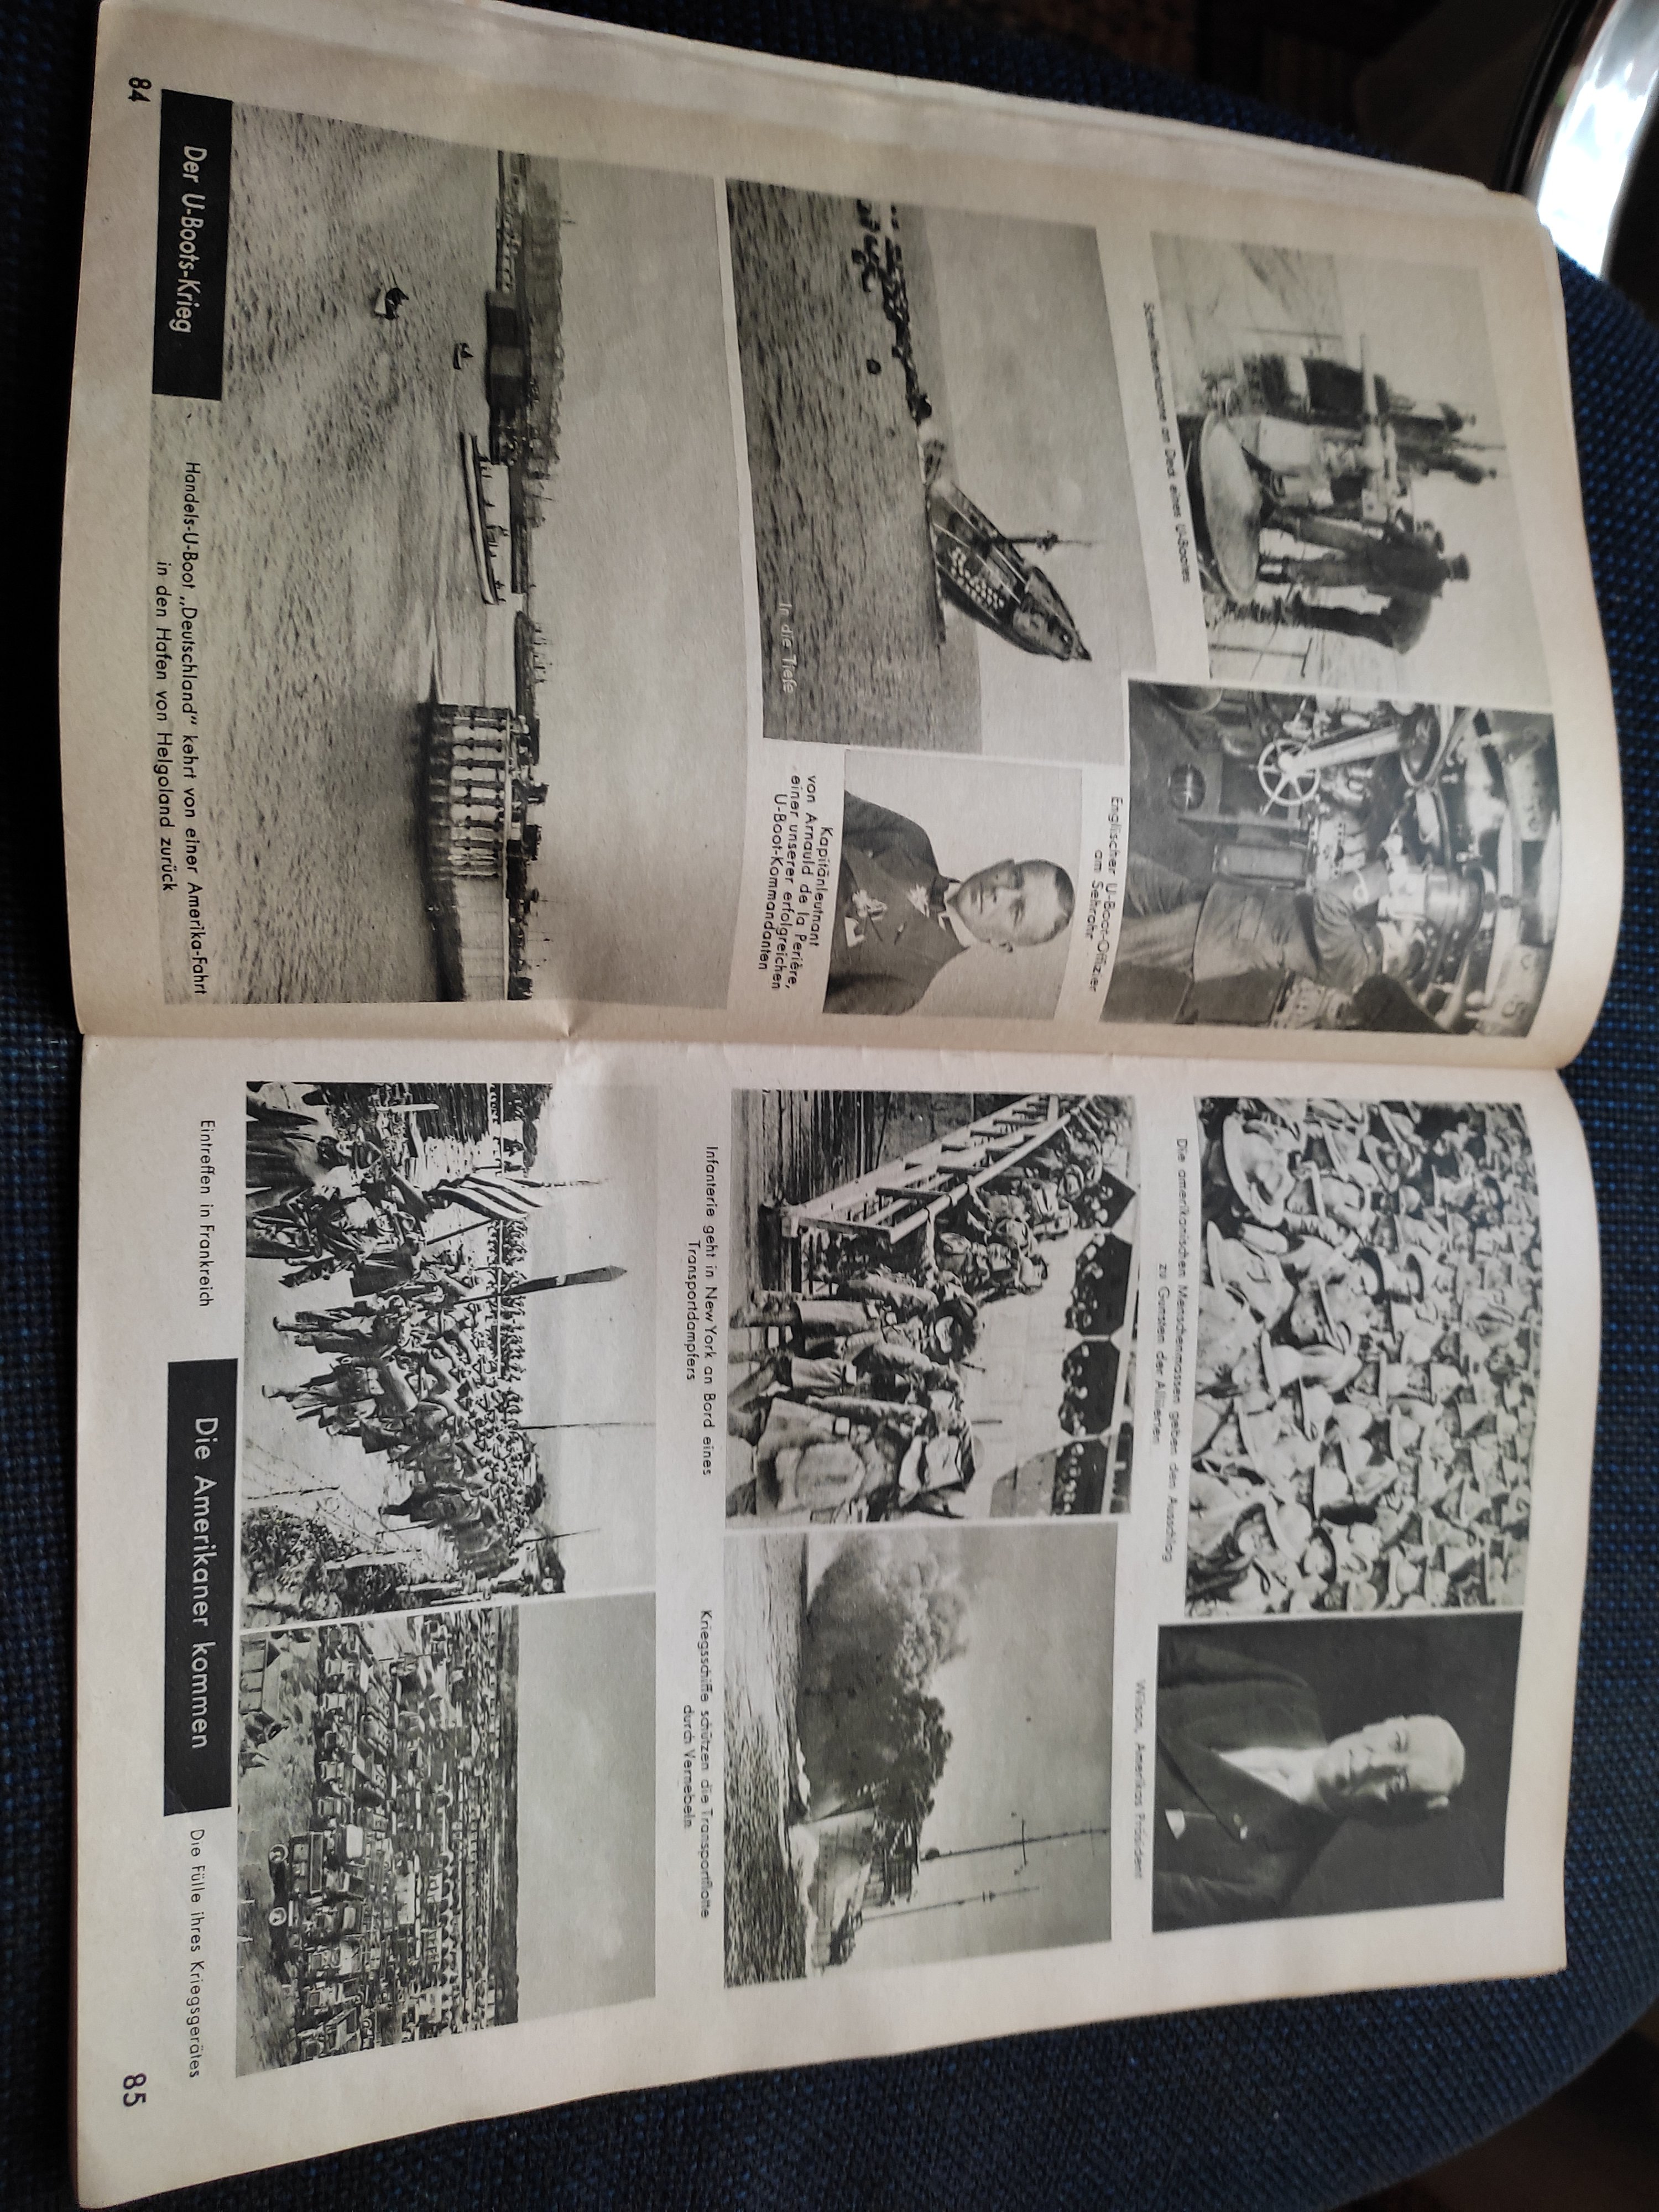 Schnellfeuerkanone an Deck eines U-Bootes
Englischer U-Boot-Offizier
am Sehrohr
In die Tiefe
Kapitänleutnant
von Arnauld de la Perière,
einer unserer erfolgreichen
U-Boot-Kommandanten
84
Der U-Boots-Krieg
Handels-U-Boot „Deutschland" kehrt von einer Amerika-Fahrt
in den Hafen von Helgoland zurück
Die amerikanischen Menschenmassen geben den Ausschlag
zu Gunsten der Alliierten
Wilson, Amerikas Präsident
Infanterie geht in New York an Bord eines
Transportdampfers
Kriegsschiffe schützen die Transportflotte
durch Vernebeln
Eintreffen in Frankreich
Die Amerikaner kommen
Die Fülle ihres Kriegsgerätes
85